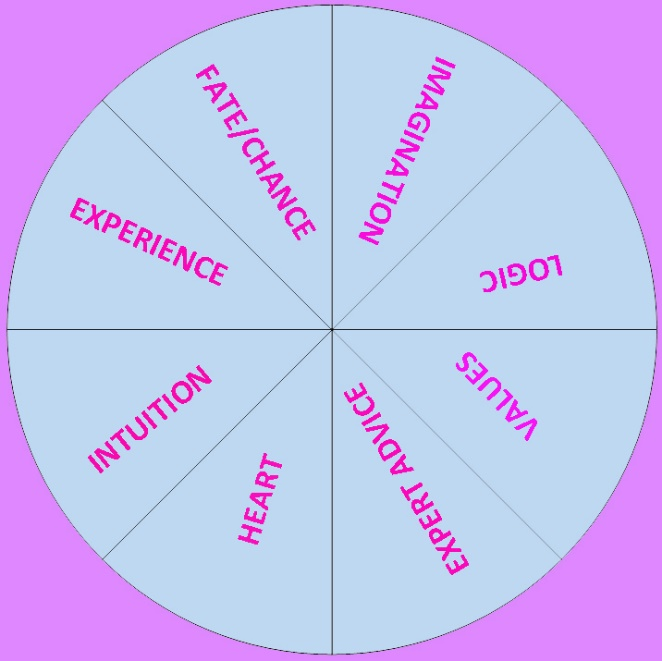 IMAGINATION
LOGIC
VALUES
EXPERT ADVICE
HEART
INTUITION
EXPERIENCE
FATE/CHANCE